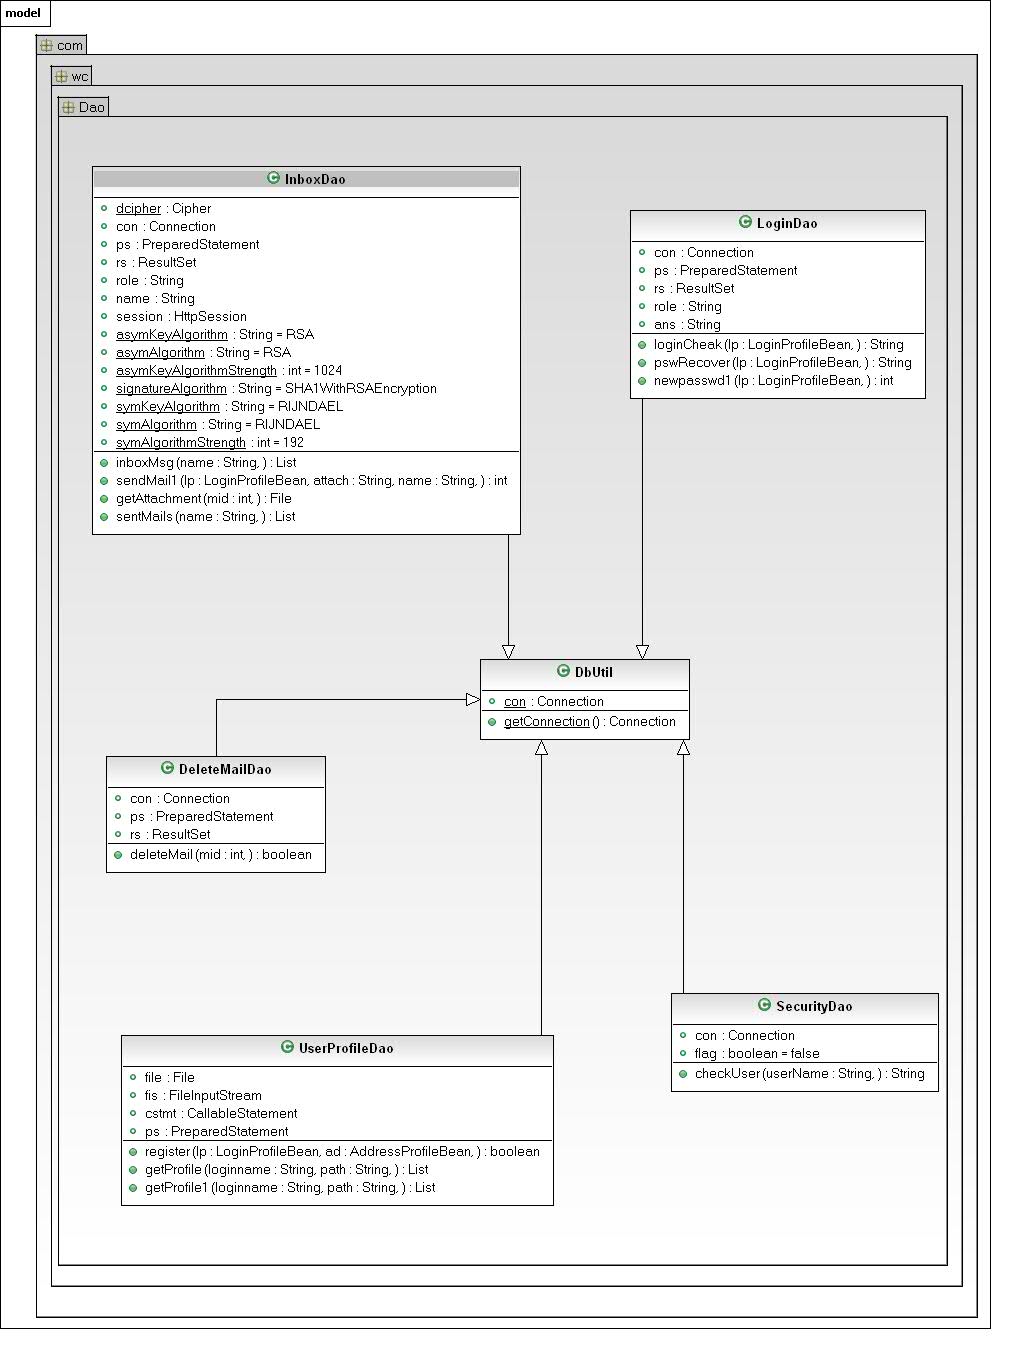 model
com
wc
Dao
InboxDao
dcipher : Cipher
con : Connection
ps : PreparedStatement
rs : ResultSet
role : String
name : String
session : HttpSession
asymKeyAlgorithm : String = RSA
asymAlgorithm : String = RSA
asymKeyAlgorithmStrength : int = 1024
signatureAlgorithm : String = SHA1WithRSAEncryption
symKeyAlgorithm : String = RIJNDAEL
symAlgorithm : String = RIJNDAEL
symAlgorithmStrength : int = 192
inboxMsg(name : String, ) : List
sendMail1(lp : LoginProfileBean, attach : String, name : String, ) : int
getAttachment(mid : int, ) : File
sentMails(name : String, ) : List
LoginDao
con : Connection
ps : PreparedStatement
rs : ResultSet
role : String
ans : String
loginCheak(lp : LoginProfileBean, ) : String
pswRecover(lp : LoginProfileBean, ) : String
newpasswd1(lp : LoginProfileBean, ) : int
DbUtil
con : Connection
getConnection() : Connection
DeleteMailDao
con : Connection
ps : PreparedStatement
rs : ResultSet
deleteMail(mid : int, ) : boolean
SecurityDao
con : Connection
flag : boolean = false
checkUser(userName : String, ) : String
UserProfileDao
file : File
fis : FileInputStream
cstmt : CallableStatement
ps : PreparedStatement
register(lp : LoginProfileBean, ad : AddressProfileBean, ) : boolean
getProfile(loginname : String, path : String, ) : List
getProfile1(loginname : String, path : String, ) : List